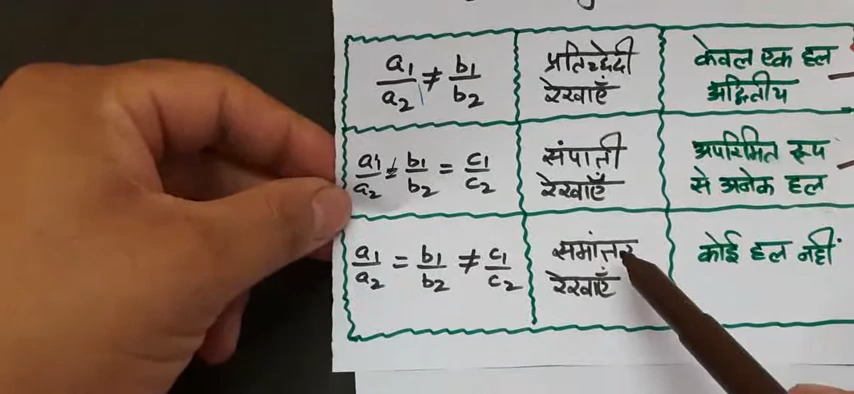 a₁/a₂ ≠ b₁/b₂
प्रतिच्छेदी
रेखाएँ
केवल एक हल
अद्वितीय
a₁/a₂ = b₁/b₂ = c₁/c₂
संपाती
रेखाएँ
अपरिमित रूप
से अनेक हल
a₁/a₂ = b₁/b₂ ≠ c₁/c₂
समांत्तर
रेखाएँ
कोई हल नहीं